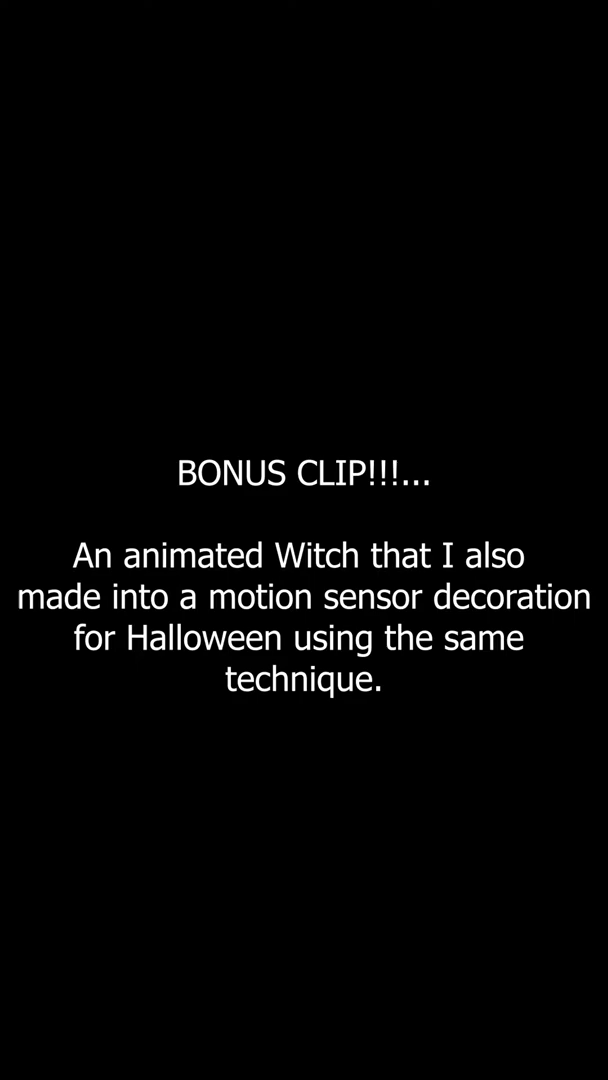 BONUS CLIP!!!...
An animated Witch that I also
made into a motion sensor decoration
for Halloween using the same
technique.